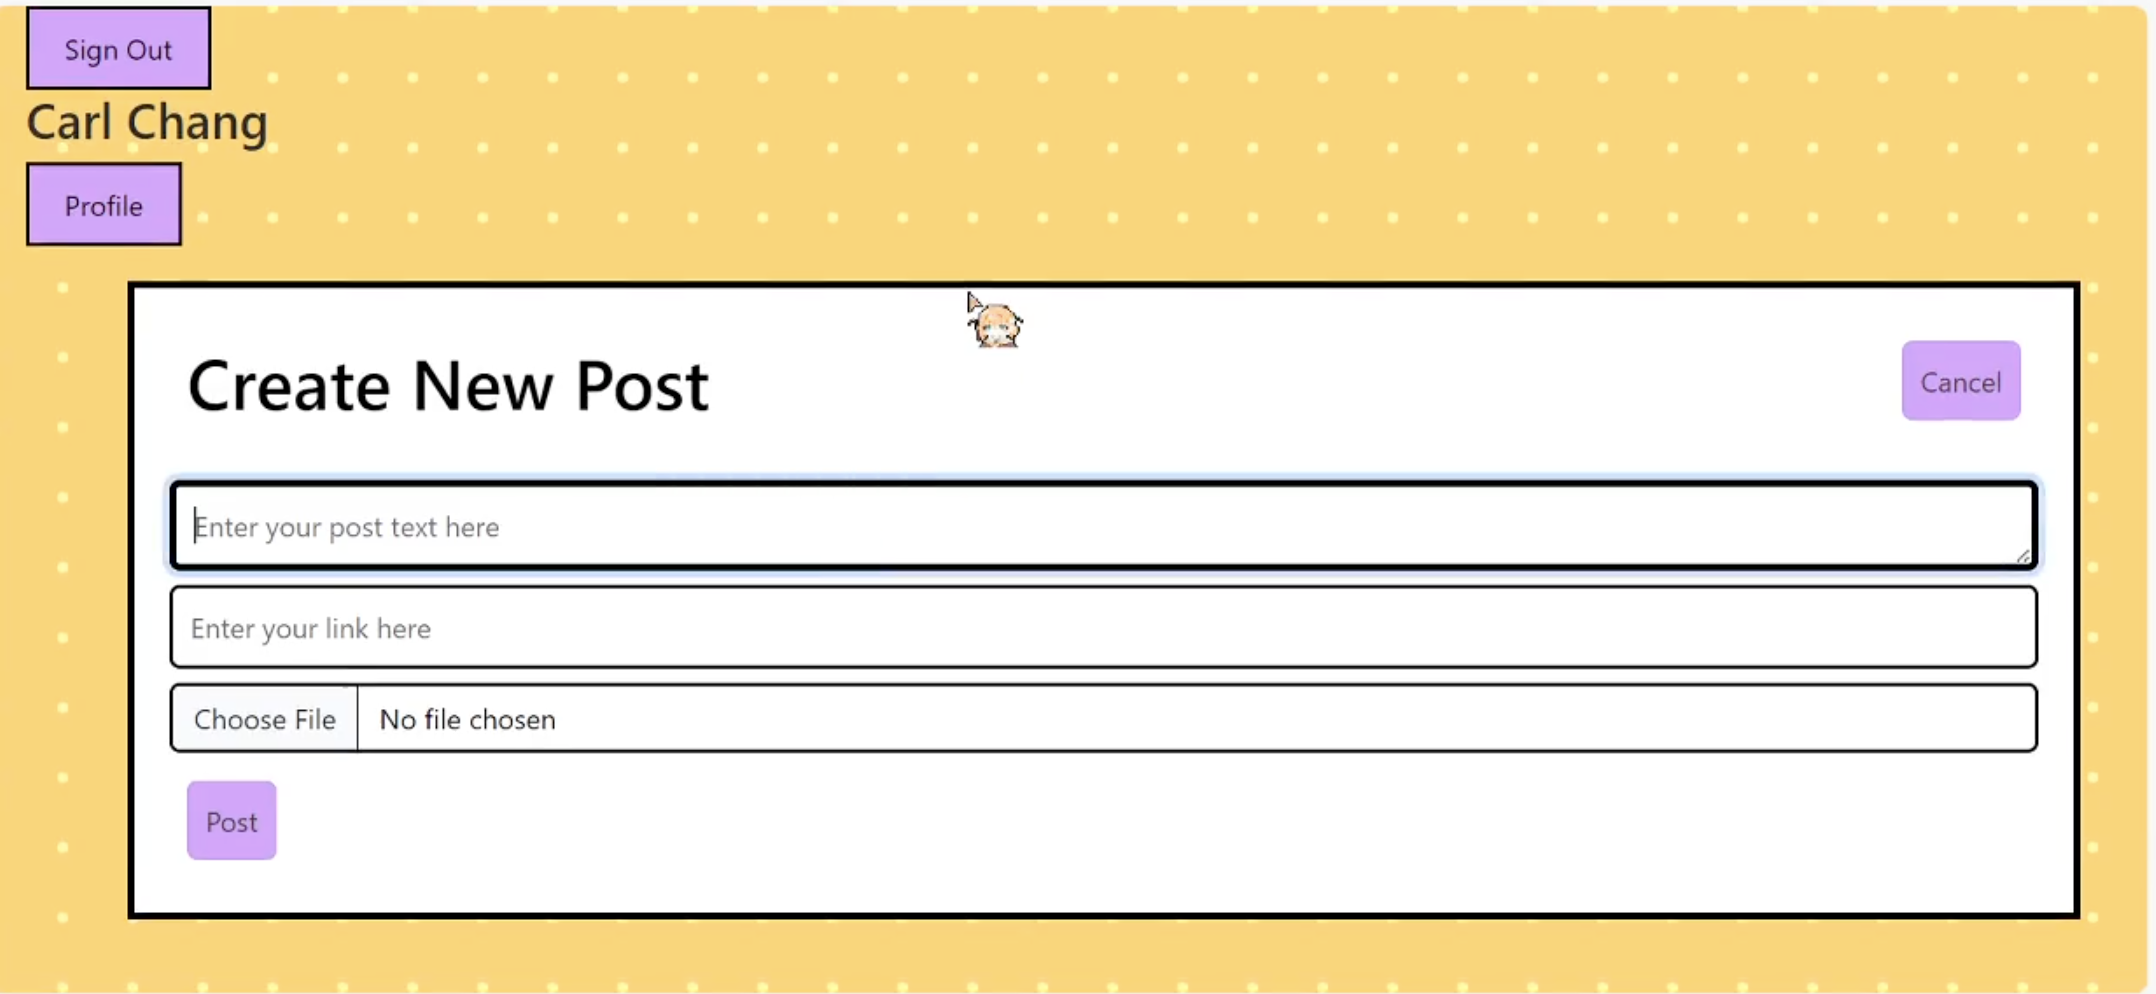 Sign Out
Carl Chang
Profile
Create New Post
Cancel
Enter your post text here
Enter your link here
Choose File No file chosen
Post